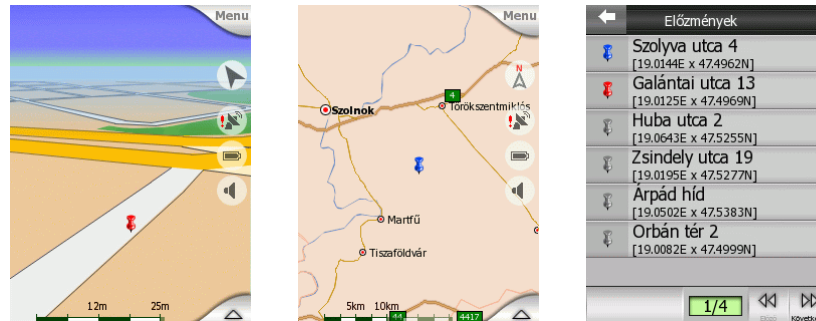 Menu
12m 25m
Menu
N
4
Szolnok
Törökszentmiklós
Martfű
Tiszaföldvár
5km 10km
44
4417
Előzmények
Szolyva utca 4
[19.0144E x 47.4962N]
Galántai utca 13
[19.0125E x 47.4969N]
Huba utca 2
[19.0643E x 47.5255N]
Zsindely utca 19
[19.0195E x 47.5277N]
Árpád híd
[19.0502E x 47.5383N]
Orbán tér 2
[19.0082E x 47.4999N]
1/4